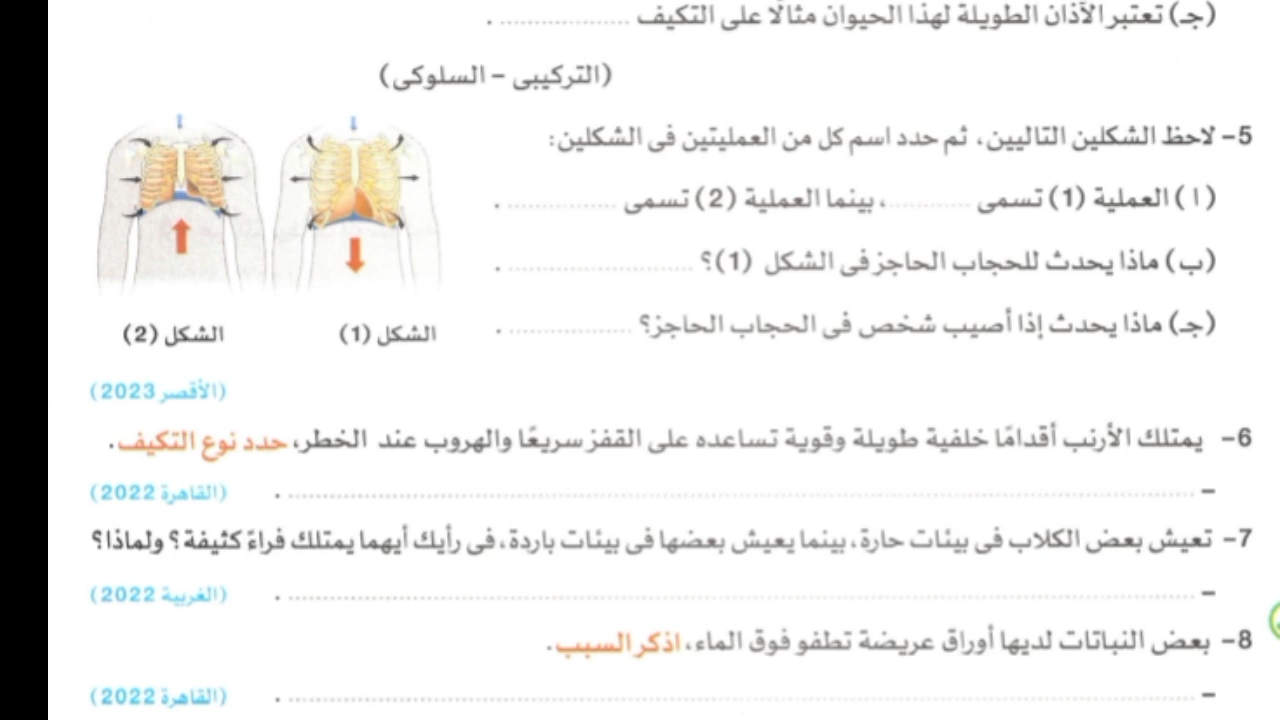 (جـ) تعتبر الآذان الطويلة لهذا الحيوان مثالًا على التكيف .................... .
(التركيبى – السلوكى)
5– لاحظ الشكلين التاليين، ثم حدد اسم كل من العمليتين فى الشكلين:
( ا ) العملية (1) تسمى ............، بينما العملية (2) تسمى ................ .
(ب) ماذا يحدث للحجاب الحاجز فى الشكل (1)؟ ........................... .
(جـ) ماذا يحدث إذا أصيب شخص فى الحجاب الحاجز؟ ................. .
الشكل (1)
الشكل (2)
(الأقصر 2023)
6– يمتلك الأرنب أقدامًا خلفية طويلة وقوية تساعده على القفز سريعًا والهروب عند الخطر، حدد نوع التكيف.
– ........................................ . (القاهرة 2022)
7– تعيش بعض الكلاب فى بيئات حارة، بينما يعيش بعضها فى بيئات باردة، فى رأيك أيهما يمتلك فراءً كثيفة؟ ولماذا؟
– ........................................ . (الغربية 2022)
8– بعض النباتات لديها أوراق عريضة تطفو فوق الماء، اذكر السبب.
– ........................................ . (القاهرة 2022)